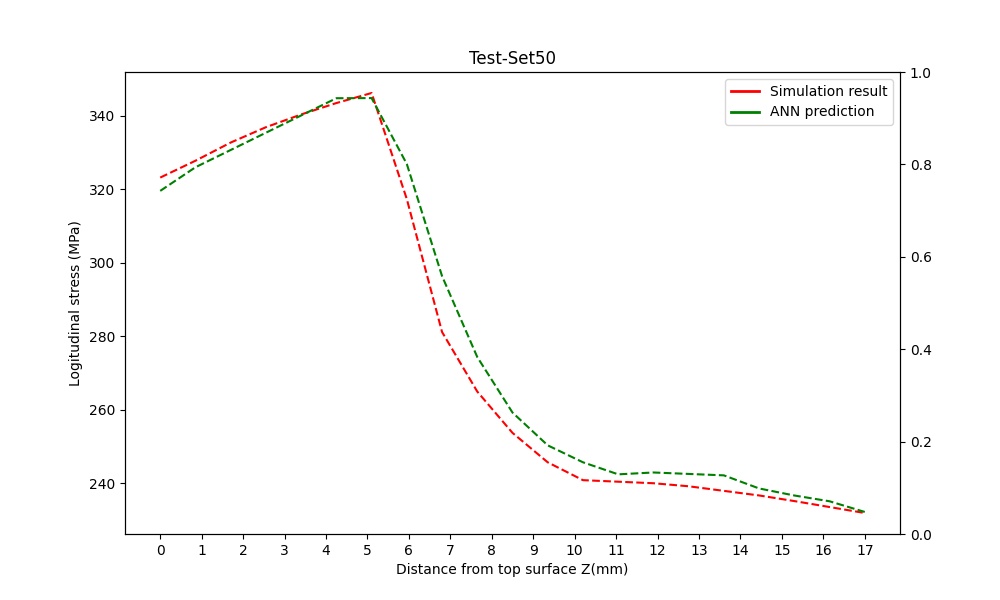 Test-Set50
Simulation result
ANN prediction
Logitudinal stress (MPa)
340
320
300
280
260
240
1.0
0.8
0.6
0.4
0.2
0.0
0 1 2 3 4 5 6 7 8 9 10 11 12 13 14 15 16 17
Distance from top surface Z(mm)